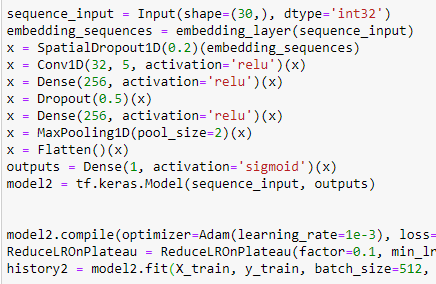 sequence_input = Input(shape=(30,), dtype='int32')
embedding_sequences = embedding_layer(sequence_input)
x = SpatialDropout1D(0.2)(embedding_sequences)
x = Conv1D(32, 5, activation='relu')(x)
x = Dense(256, activation='relu')(x)
x = Dropout(0.5)(x)
x = Dense(256, activation='relu')(x)
x = MaxPooling1D(pool_size=2)(x)
x = Flatten()(x)
outputs = Dense(1, activation='sigmoid')(x)
model2 = tf.keras.Model(sequence_input, outputs)
model2.compile(optimizer=Adam(learning_rate=1e-3), loss=
ReduceLROnPlateau = ReduceLROnPlateau(factor=0.1, min_lr
history2 = model2.fit(X_train, y_train, batch_size=512,